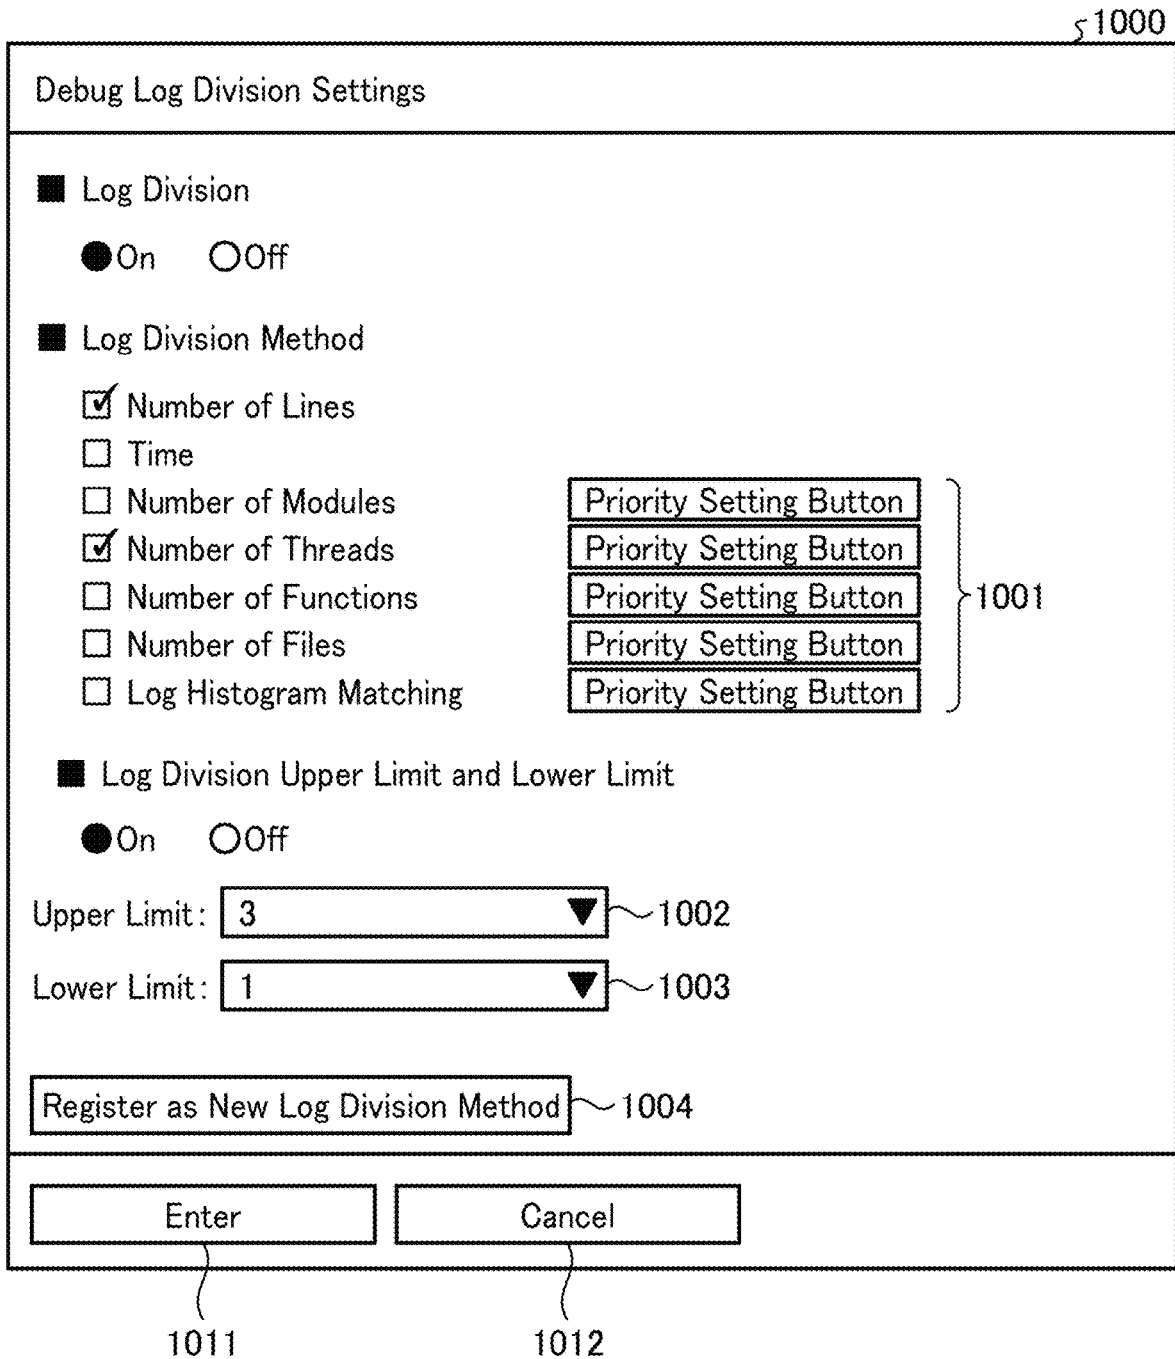 1000
Debug Log Division Settings
Log Division
On Off
Log Division Method
Number of Lines
Time
Number of Modules Priority Setting Button
Number of Threads Priority Setting Button
Number of Functions Priority Setting Button 1001
Number of Files Priority Setting Button
Log Histogram Matching Priority Setting Button
Log Division Upper Limit and Lower Limit
On Off
Upper Limit: 3 1002
Lower Limit: 1 1003
Register as New Log Division Method 1004
Enter Cancel
1011 1012